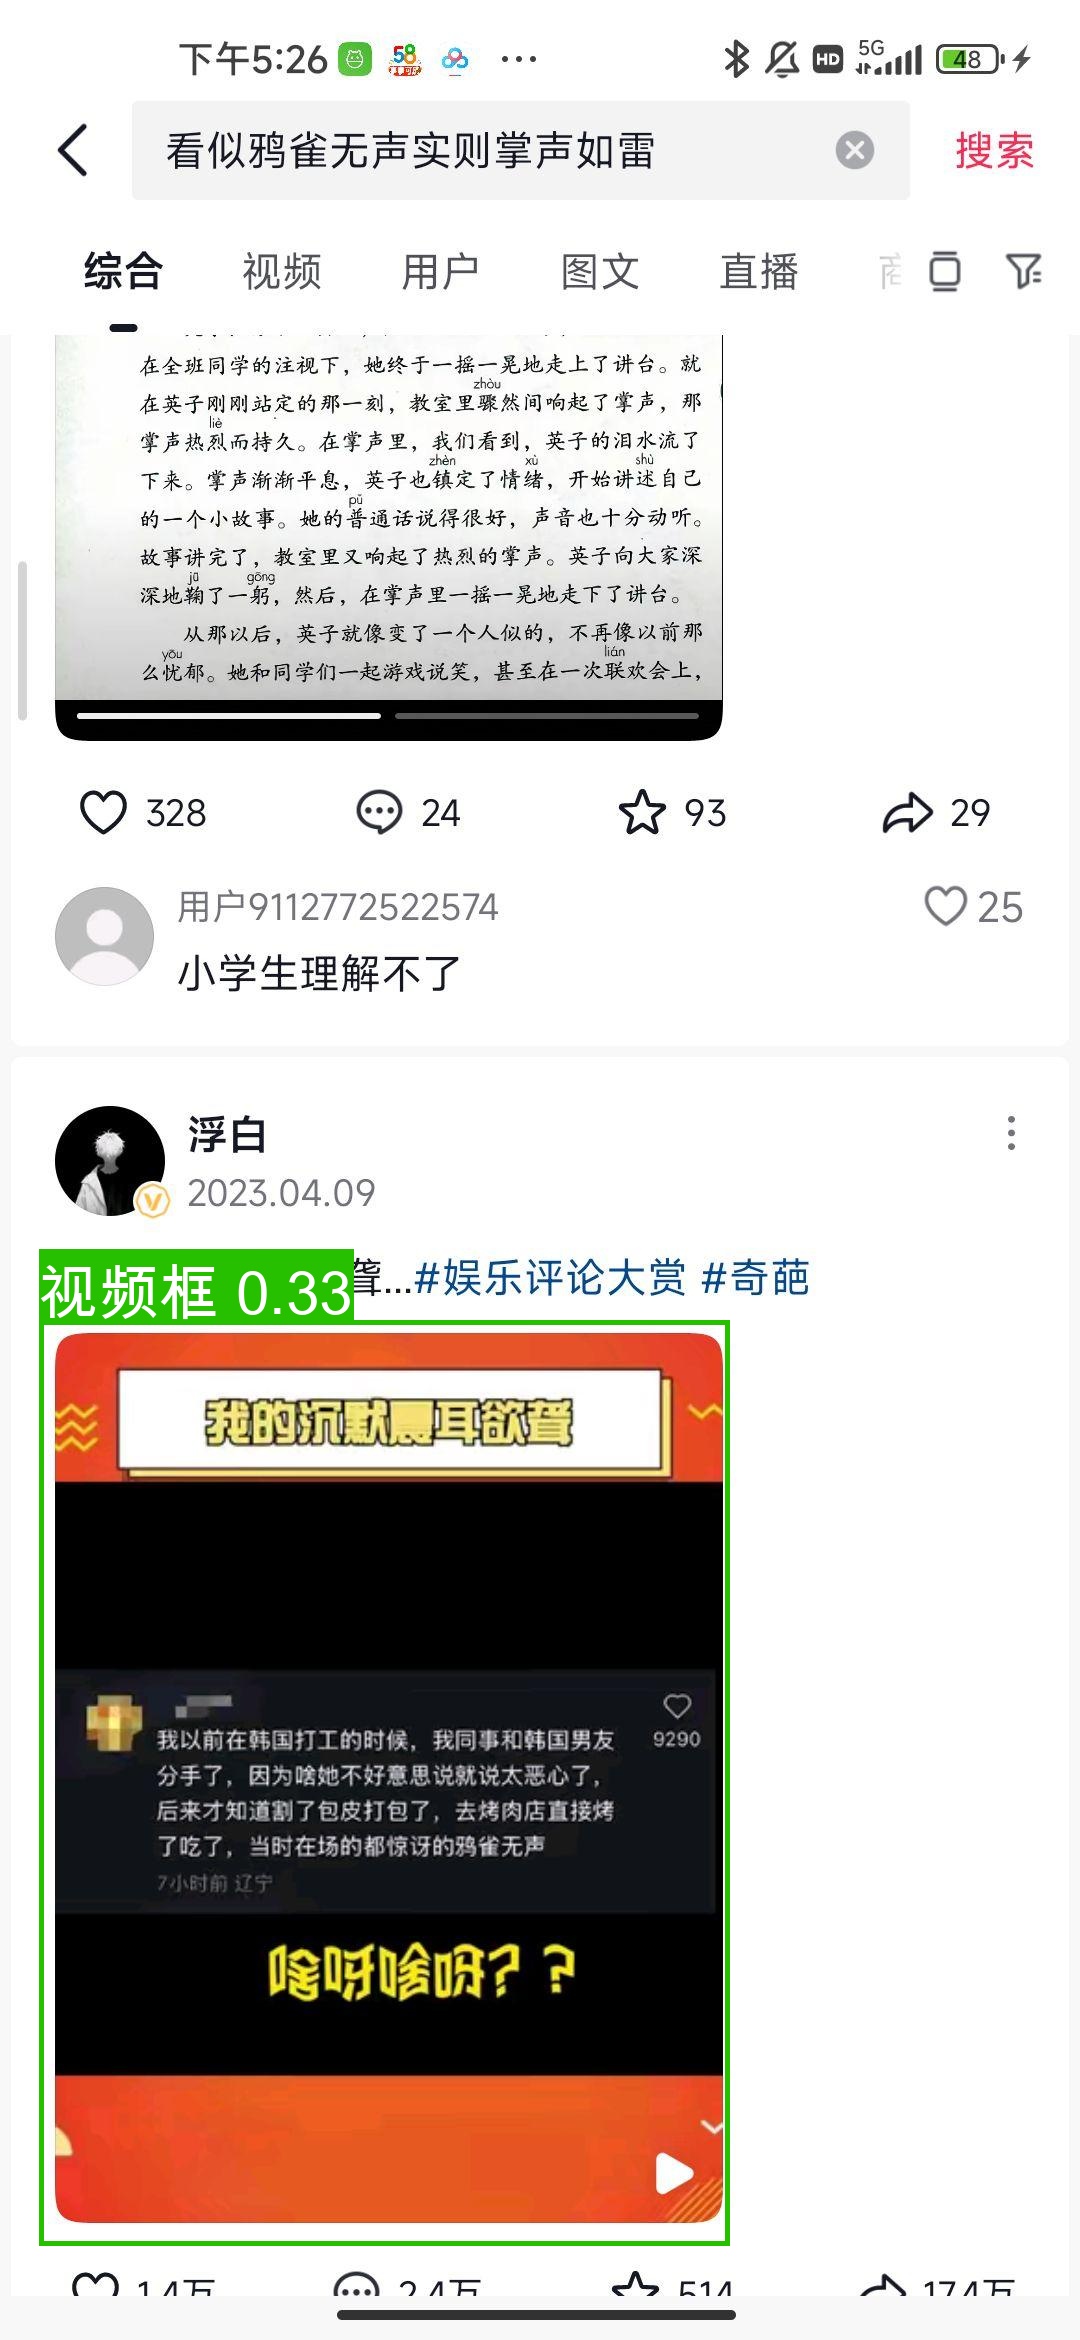 下午5:26
58
HD
5G
48
看似鸦雀无声实则掌声如雷
搜索
综合
视频
用户
图文
直播
在全班同学的注视下，她终于一摇一晃地走上了讲台。就
zhòu
在英子刚刚站定的那一刻，教室里骤然间响起了掌声，那
liè
掌声热烈而持久。在掌声里，我们看到，英子的泪水流了
zhèn xù shù
下来。掌声渐渐平息，英子也镇定了情绪，开始讲述自己
pǔ
的一个小故事。她的普通话说得很好，声音也十分动听。
故事讲完了，教室里又响起了热烈的掌声。英子向大家深
jū gōng
深地鞠了一躬，然后，在掌声里一摇一晃地走下了讲台。
从那以后，英子就像变了一个人似的，不再像以前那
yōu lián
么忧郁。她和同学们一起游戏说笑，甚至在一次联欢会上，
328
24
93
29
用户9112772522574
25
小学生理解不了
浮白
2023.04.09
视频框 0.33
聋...#娱乐评论大赏 #奇葩
我的沉默震耳欲聋
我以前在韩国打工的时候，我同事和韩国男友
9290
分手了，因为啥她不好意思说就说太恶心了，
后来才知道割了包皮打包了，去烤肉店直接烤
了吃了，当时在场的都惊讶的鸦雀无声
7小时前 辽宁
啥呀啥呀？？
1.4万
2.4万
514
17.4万